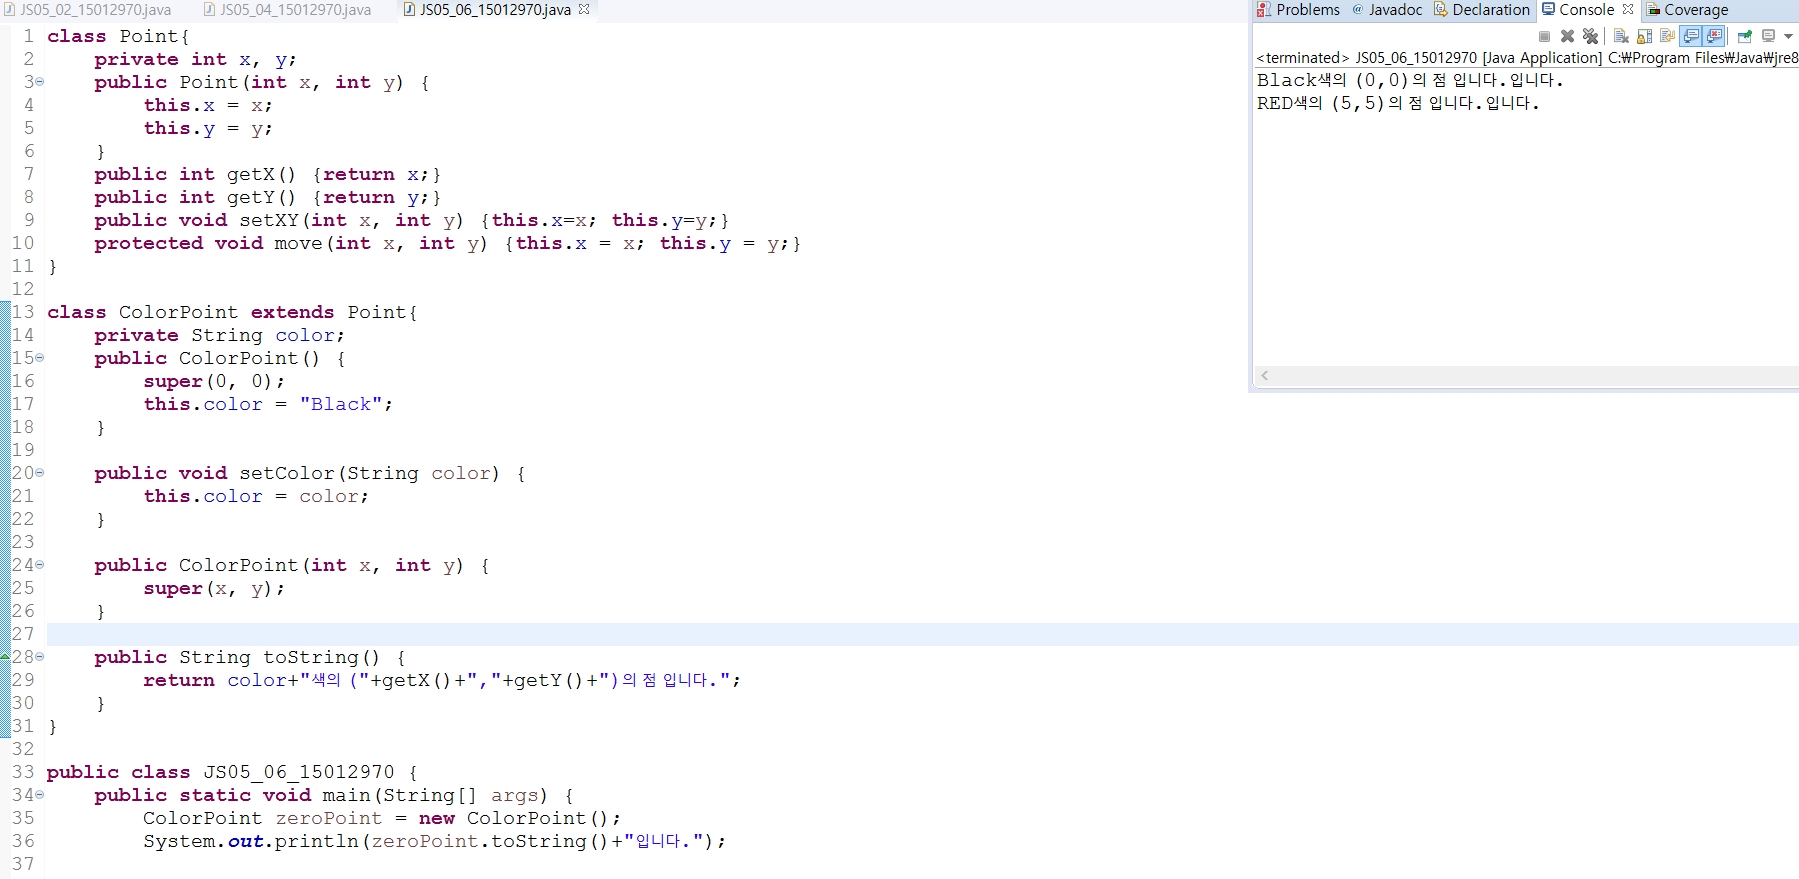 JS05_02_15012970.java JS05_04_15012970.java JS05_06_15012970.java
1 class Point{
2 private int x, y;
3 public Point(int x, int y) {
4 this.x = x;
5 this.y = y;
6 }
7 public int getX() {return x;}
8 public int getY() {return y;}
9 public void setXY(int x, int y) {this.x=x; this.y=y;}
10 protected void move(int x, int y) {this.x = x; this.y = y;}
11 }
12
13 class ColorPoint extends Point{
14 private String color;
15 public ColorPoint() {
16 super(0, 0);
17 this.color = "Black";
18 }
19
20 public void setColor(String color) {
21 this.color = color;
22 }
23
24 public ColorPoint(int x, int y) {
25 super(x, y);
26 }
27
28 public String toString() {
29 return color+"색의 ("+getX()+","+getY()+")의 점 입니다.";
30 }
31 }
32
33 public class JS05_06_15012970 {
34 public static void main(String[] args) {
35 ColorPoint zeroPoint = new ColorPoint();
36 System.out.println(zeroPoint.toString()+"입니다.");
37
Problems @ Javadoc Declaration Console Coverage
<terminated> JS05_06_15012970 [Java Application] C:₩Program Files₩Java₩jre8
Black색의 (0,0)의 점 입니다.입니다.
RED색의 (5,5)의 점 입니다.입니다.